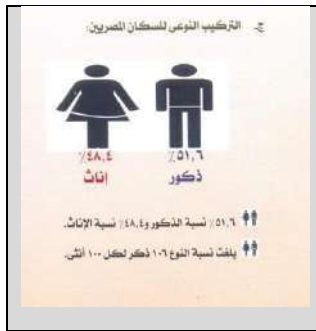 ج. التركيب النوعى للسكان المصريين:
٥١,٦٪ ٤٨,٤٪
ذكور إناث
٥١,٦٪ نسبة الذكور و٤٨,٤٪ نسبة الإناث.
بلغت نسبة النوع ١٠٦ ذكر لكل ١٠٠ أنثى.